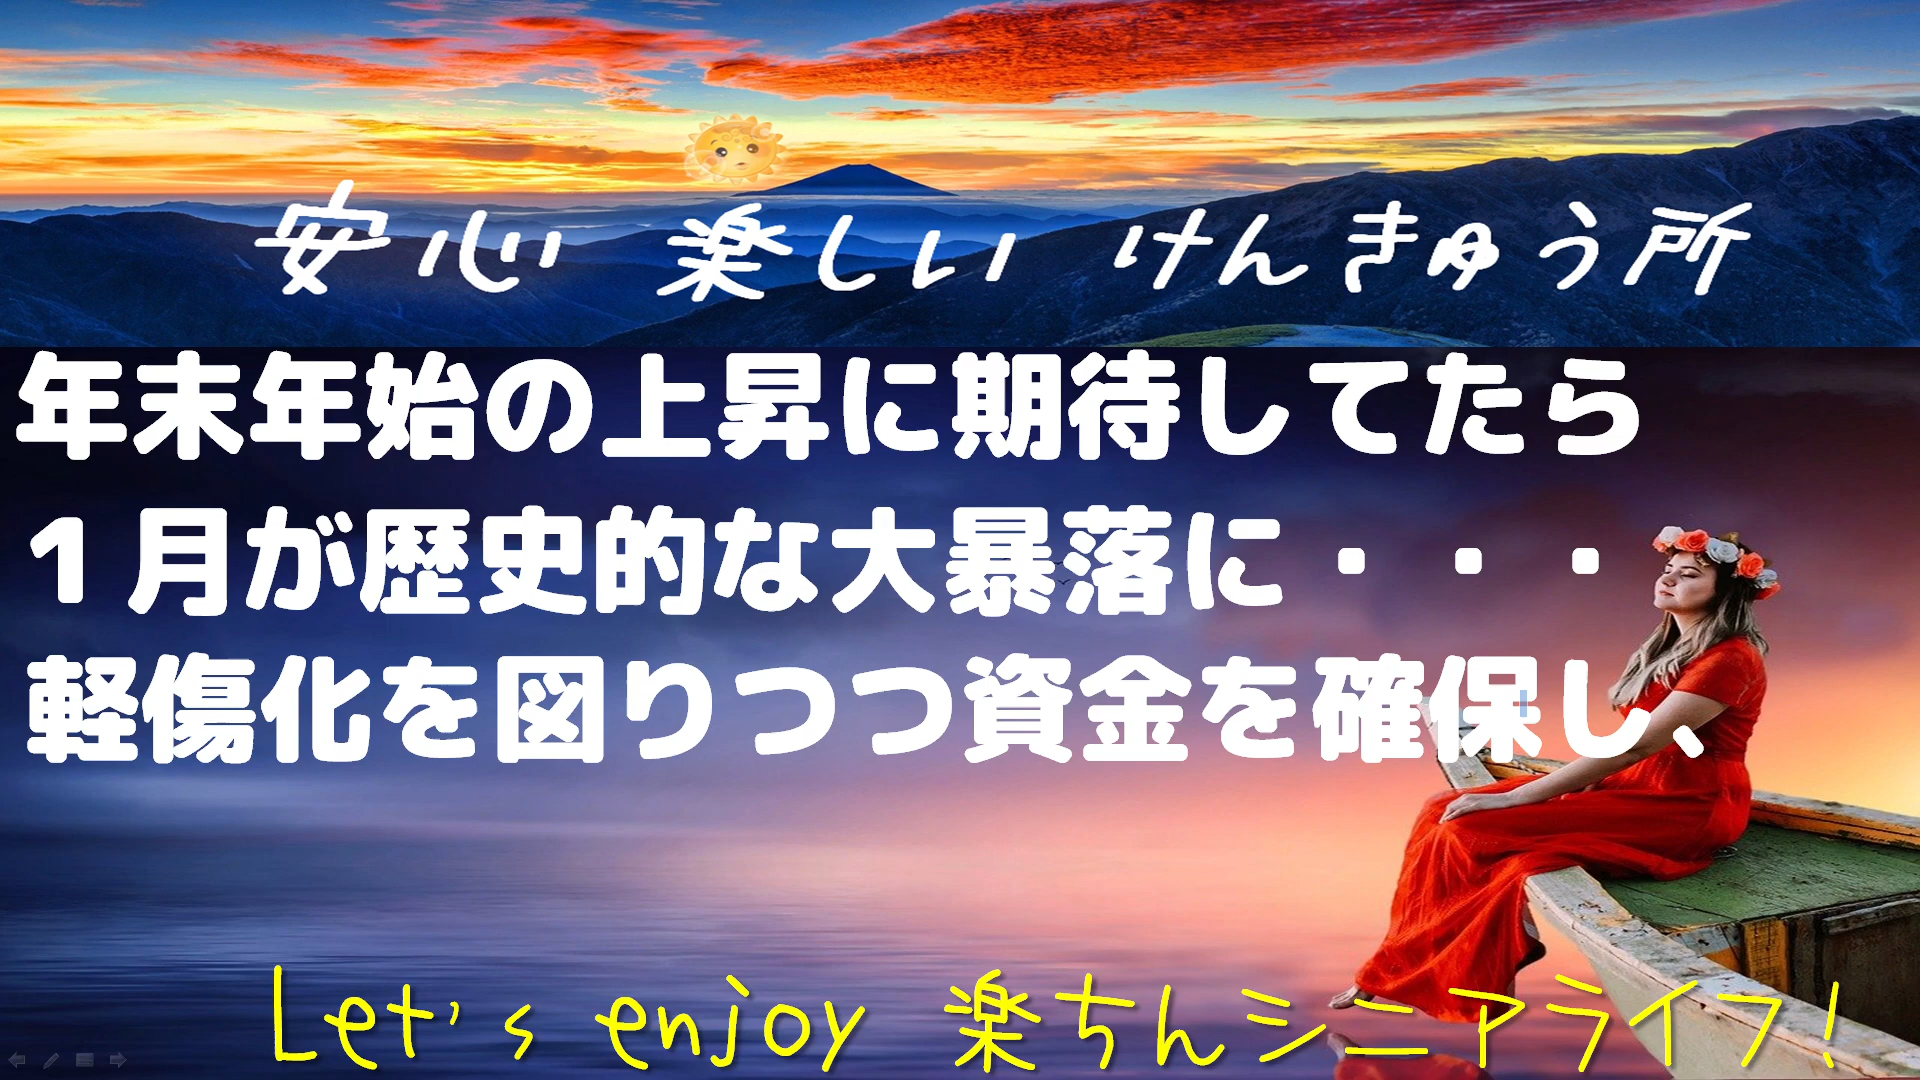 安心 楽しい けんきゅう所
年末年始の上昇に期待してたら
１月が歴史的な大暴落に・・・
軽傷化を図りつつ資金を確保し、
Let's enjoy 楽ちんシニアライフ！